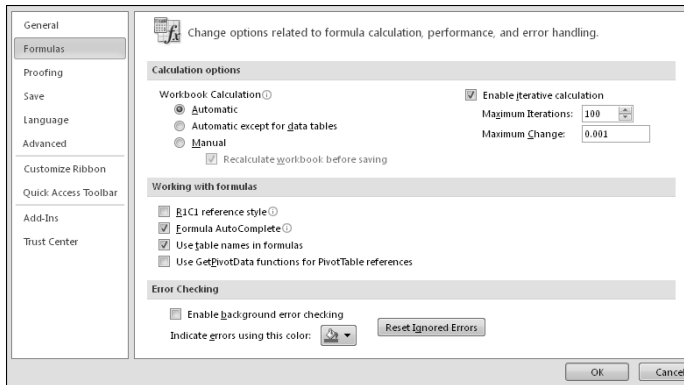 General
Formulas
Proofing
Save
Language
Advanced
Customize Ribbon
Quick Access Toolbar
Add-Ins
Trust Center
Change options related to formula calculation, performance, and error handling.
Calculation options
Workbook Calculation
Automatic
Automatic except for data tables
Manual
Recalculate workbook before saving
Enable iterative calculation
Maximum Iterations: 100
Maximum Change: 0.001
Working with formulas
R1C1 reference style
Formula AutoComplete
Use table names in formulas
Use GetPivotData functions for PivotTable references
Error Checking
Enable background error checking
Indicate errors using this color:
Reset Ignored Errors
OK
Cancel